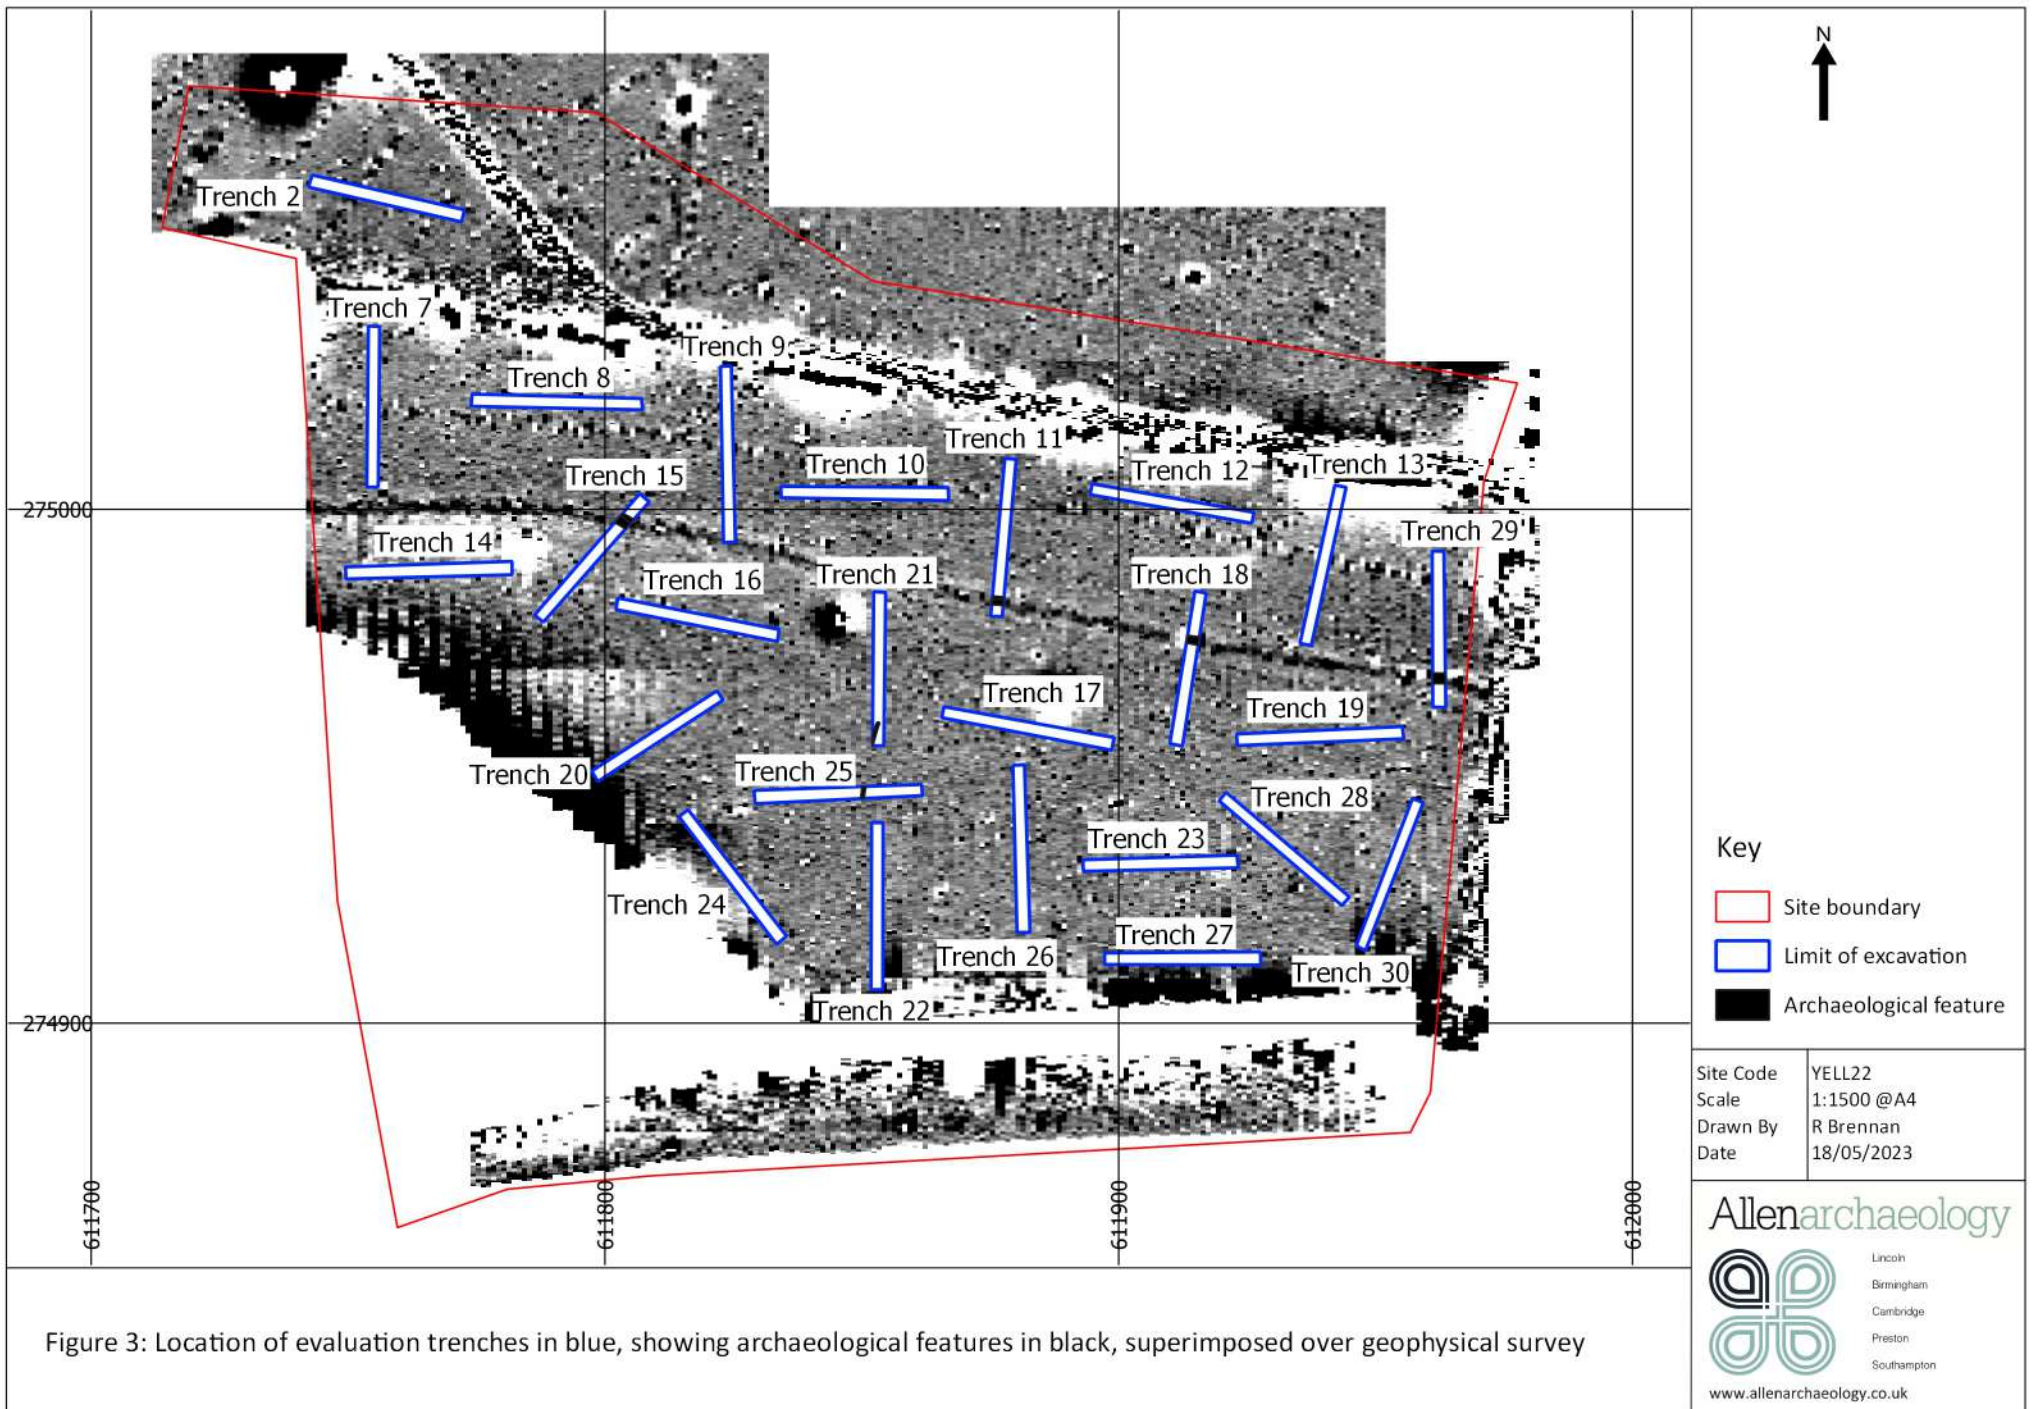 N
Trench 2
Trench 7
Trench 9
Trench 8
Trench 11
Trench 10
Trench 12
Trench 13
Trench 15
275000
Trench 29
Trench 14
Trench 16
Trench 21
Trench 18
Trench 17
Trench 19
Trench 20
Trench 25
Trench 28
Trench 23
Trench 24
Trench 27
Trench 26
Trench 30
Trench 22
274900
611700
611800
611900
612000
Key
Site boundary
Limit of excavation
Archaeological feature
Site Code YELL22
Scale 1:1500 @A4
Drawn By R Brennan
Date 18/05/2023
Allenarchaeology
Lincoln
Birmingham
Cambridge
Preston
Southampton
www.allenarchaeology.co.uk
Figure 3: Location of evaluation trenches in blue, showing archaeological features in black, superimposed over geophysical survey